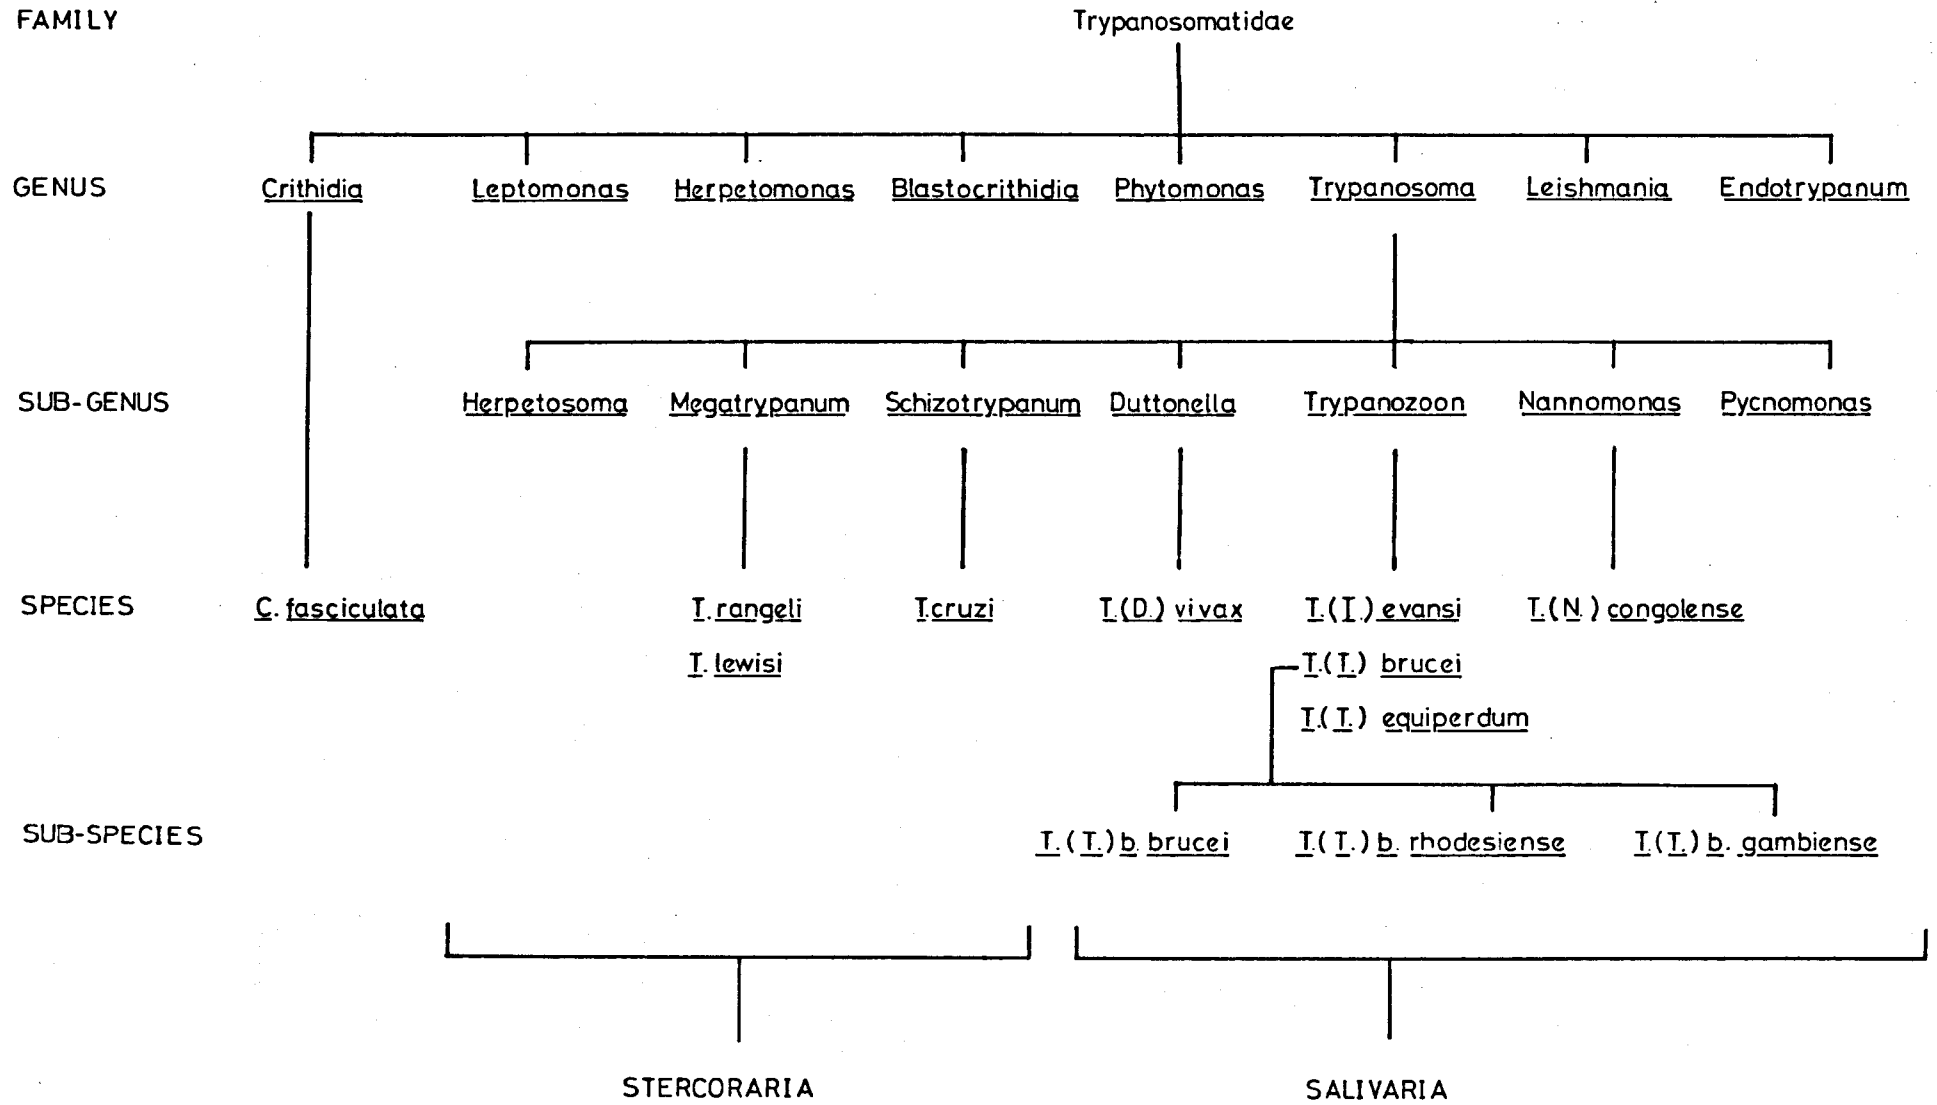 FAMILY Trypanosomatidae
GENUS Crithidia Leptomonas Herpetomonas Blastocrithidia Phytomonas Trypanosoma Leishmania Endotrypanum
SUB-GENUS Herpetosoma Megatrypanum Schizotrypanum Duttonella Trypanozoon Nannomonas Pycnomonas
SPECIES C. fasciculata T. rangeli T.cruzi T.(D.) vivax T.(T.) evansi T.(N.) congolense
T. lewisi T.(T.) brucei
T.(T.) equiperdum
SUB-SPECIES T.(T.) b. brucei T.(T.) b. rhodesiense T.(T.) b. gambiense
STERCORARIA SALIVARIA